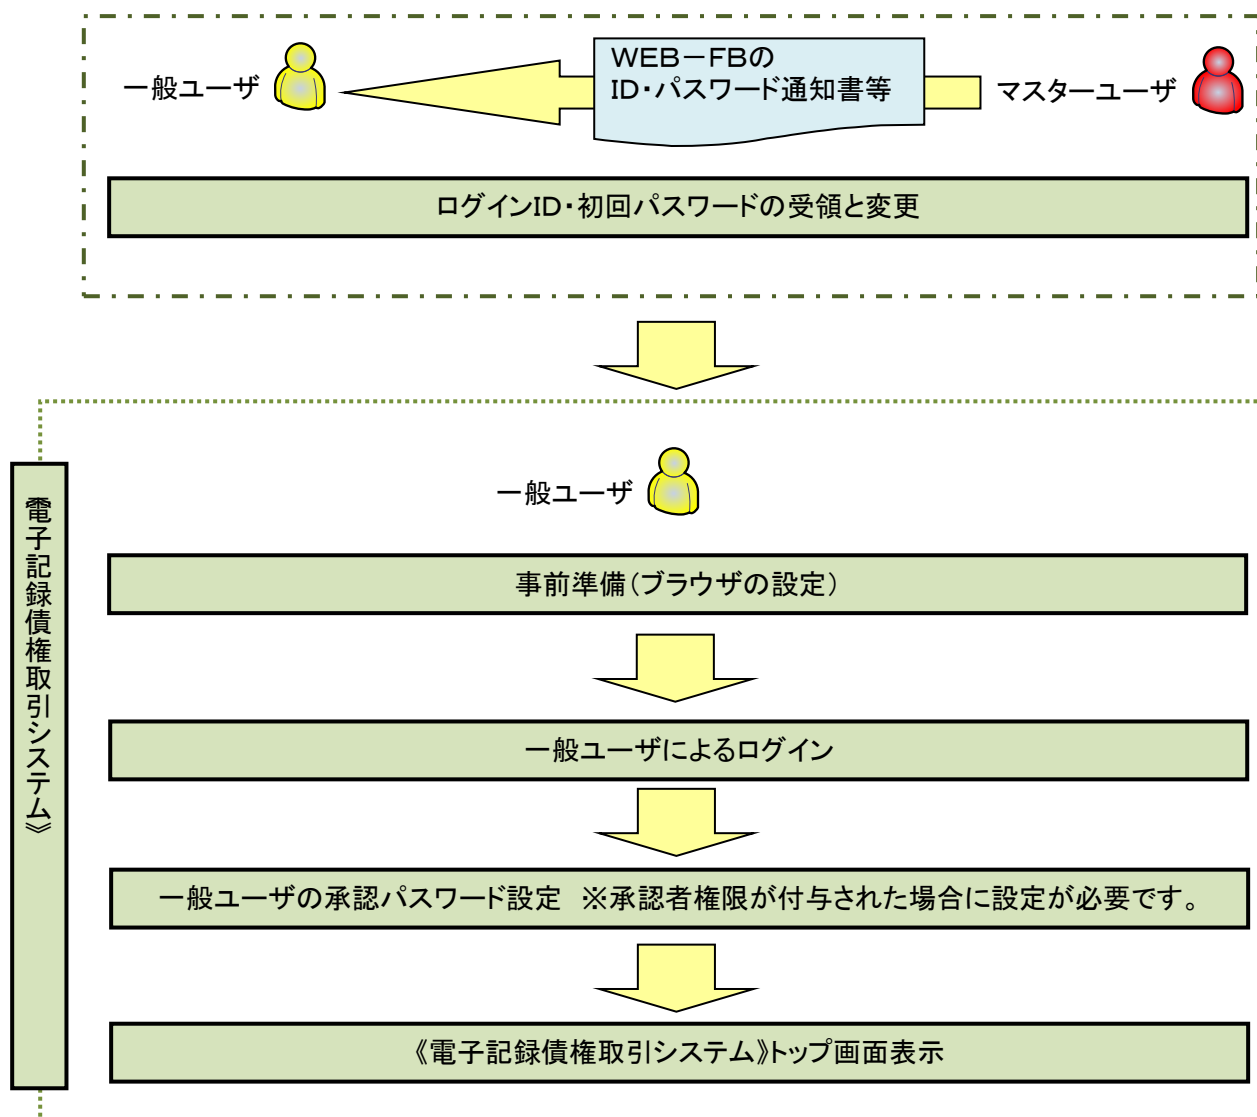 一般ユーザ
WEB－FBの
ID・パスワード通知書等
マスターユーザ
ログインID・初回パスワードの受領と変更
一般ユーザ
電子記録債権取引システム》
事前準備（ブラウザの設定）
一般ユーザによるログイン
一般ユーザの承認パスワード設定　※承認者権限が付与された場合に設定が必要です。
《電子記録債権取引システム》トップ画面表示